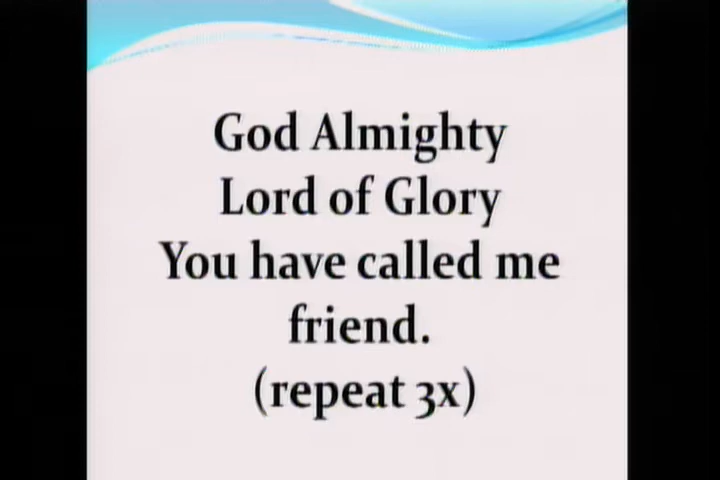 God Almighty
Lord of Glory
You have called me
friend.
(repeat 3x)